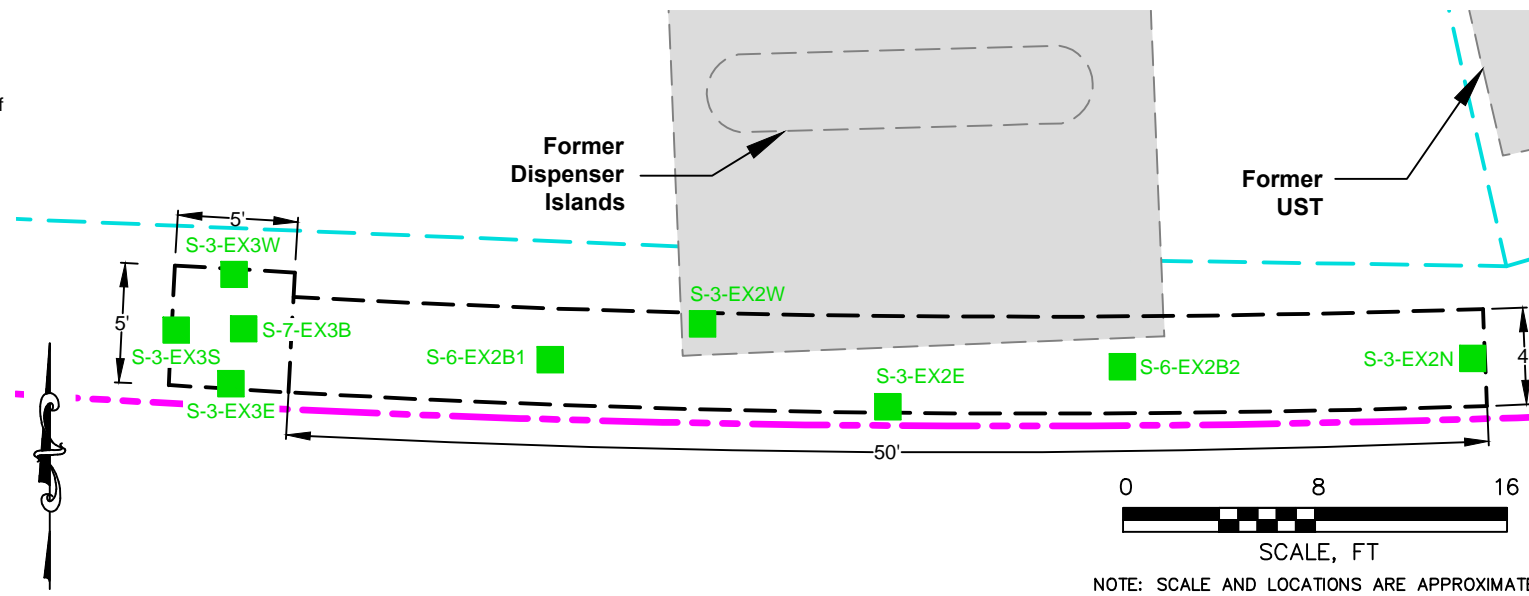 f
Former
Dispenser
Islands
Former
UST
5'
S-3-EX3W
5'
S-3-EX2W
S-7-EX3B
S-3-EX3S
S-6-EX2B1
S-3-EX2E
S-6-EX2B2
S-3-EX2N
4
S-3-EX3E
50'
0 8 16
SCALE, FT
NOTE: SCALE AND LOCATIONS ARE APPROXIMATE